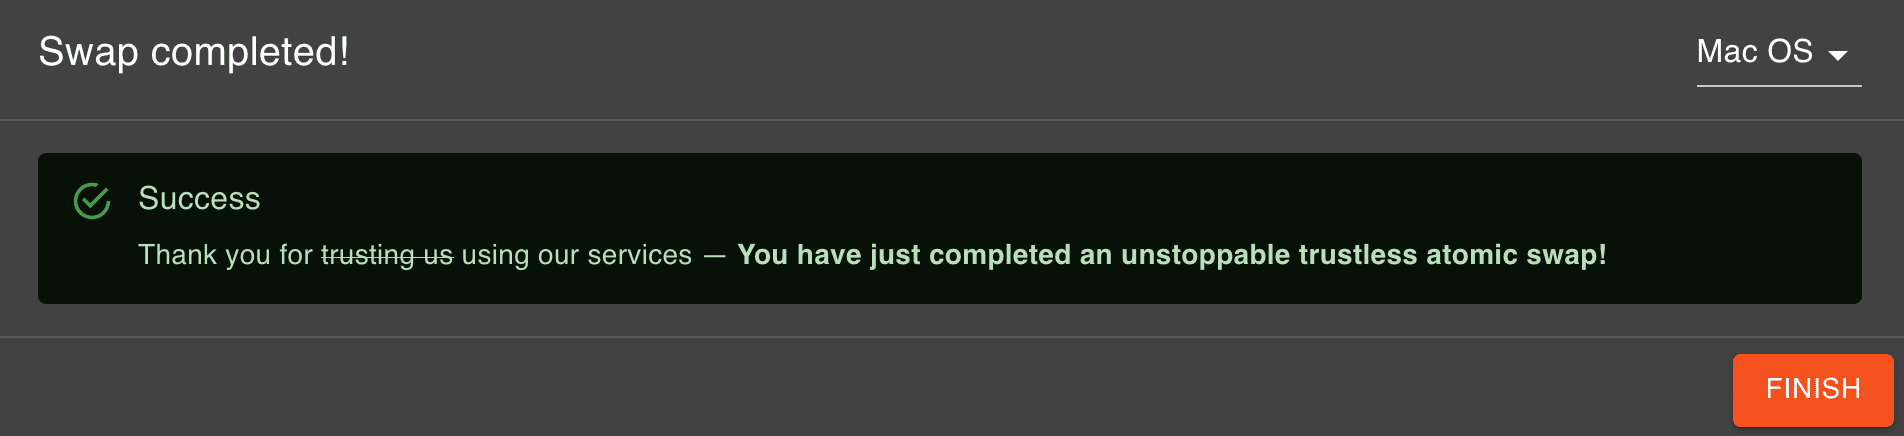 Swap completed!
Mac OS
Success
Thank you for trusting us using our services — You have just completed an unstoppable trustless atomic swap!
FINISH